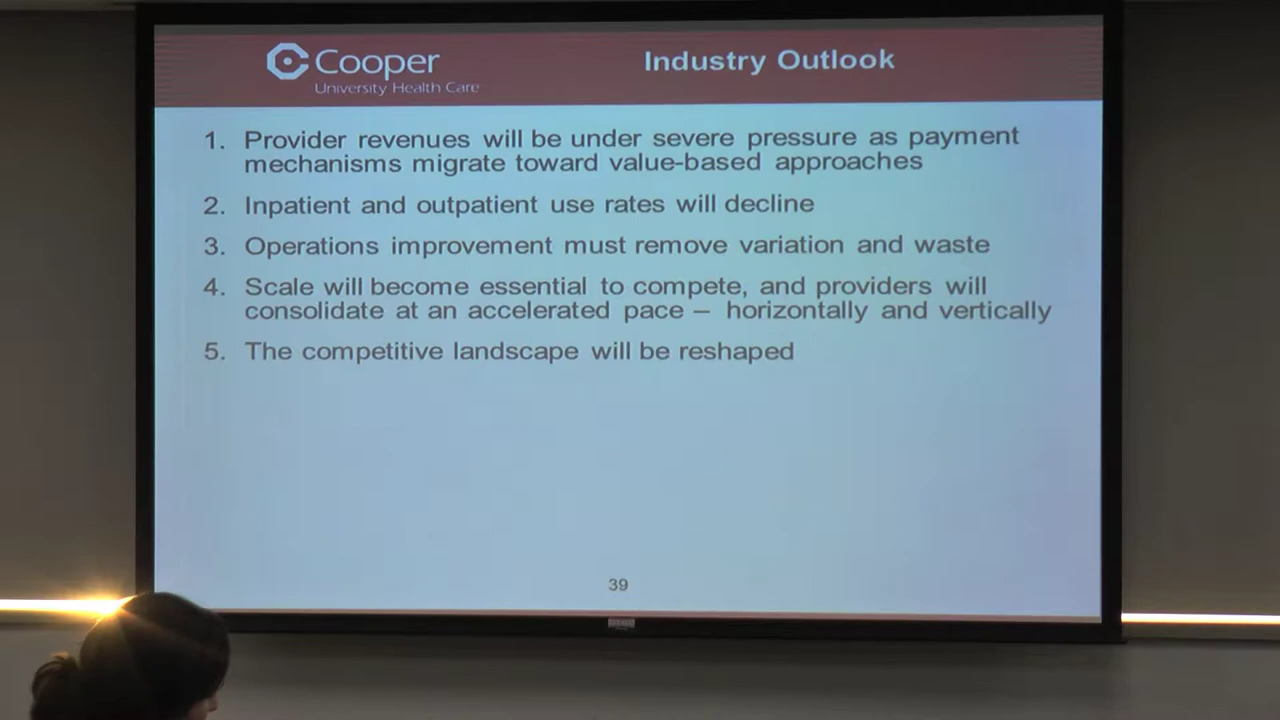 Cooper
University Health Care
Industry Outlook
1. Provider revenues will be under severe pressure as payment
mechanisms migrate toward value-based approaches
2. Inpatient and outpatient use rates will decline
3. Operations improvement must remove variation and waste
4. Scale will become essential to compete, and providers will
consolidate at an accelerated pace – horizontally and vertically
5. The competitive landscape will be reshaped
39